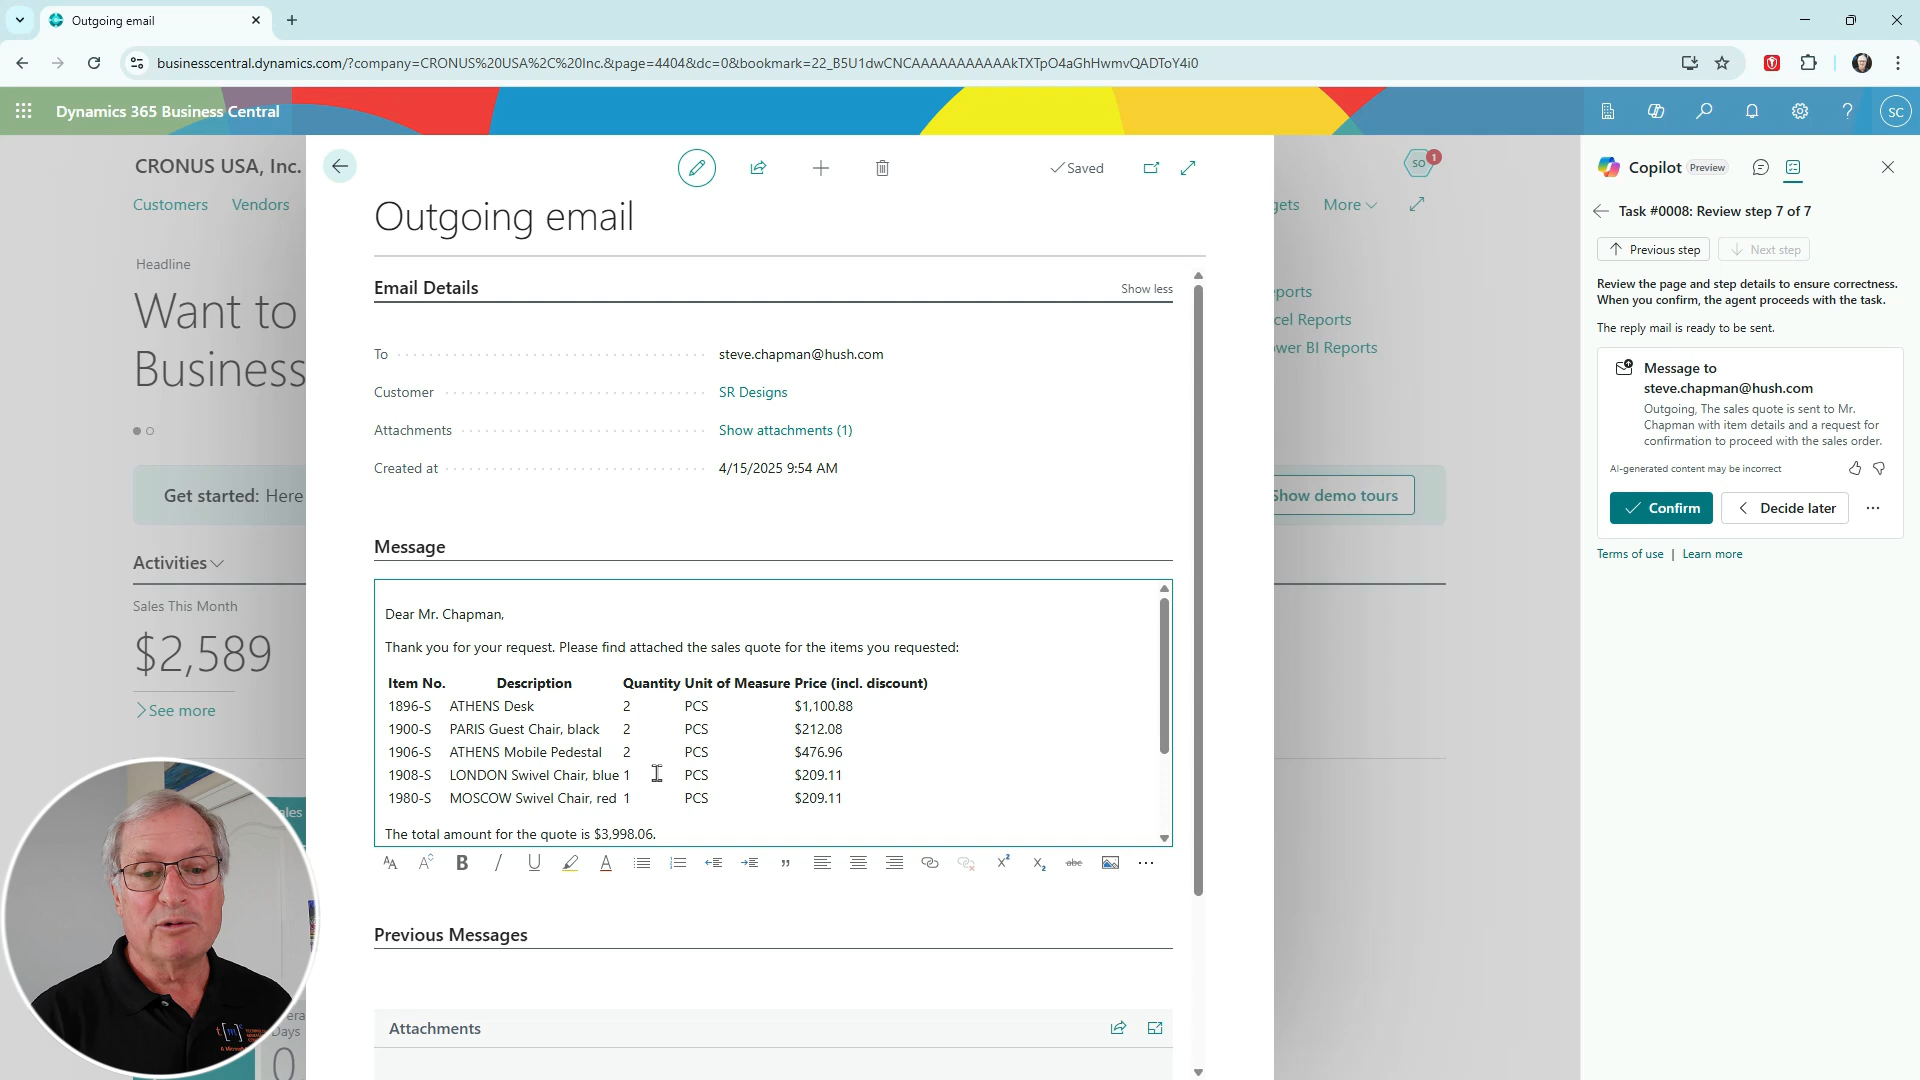 Outgoing email
businesscentral.dynamics.com/?company=CRONUS%20USA%2C%20Inc.&page=4404&dc=0&bookmark=22_B5U1dwCNCAAAAAAAAAAAkTXTpO4aGhHwmvQADToY4i0
Dynamics 365 Business Central
SC
CRONUS USA, Inc.
Customers Vendors
gets More
Headline
Want to
Business
Get started: Here
Show demo tours
Activities
Sales This Month
$2,589
See more
ales
Days
0
ports
cel Reports
wer BI Reports
SO 1
Saved
Outgoing email
Email Details
Show less
To steve.chapman@hush.com
Customer SR Designs
Attachments Show attachments (1)
Created at 4/15/2025 9:54 AM
Message
Dear Mr. Chapman,
Thank you for your request. Please find attached the sales quote for the items you requested:
Item No. Description Quantity Unit of Measure Price (incl. discount)
1896-S ATHENS Desk 2 PCS $1,100.88
1900-S PARIS Guest Chair, black 2 PCS $212.08
1906-S ATHENS Mobile Pedestal 2 PCS $476.96
1908-S LONDON Swivel Chair, blue 1 PCS $209.11
1980-S MOSCOW Swivel Chair, red 1 PCS $209.11
The total amount for the quote is $3,998.06.
Previous Messages
Attachments
Copilot Preview
Task #0008: Review step 7 of 7
Previous step Next step
Review the page and step details to ensure correctness.
When you confirm, the agent proceeds with the task.
The reply mail is ready to be sent.
Message to
steve.chapman@hush.com
Outgoing, The sales quote is sent to Mr.
Chapman with item details and a request for
confirmation to proceed with the sales order.
AI-generated content may be incorrect
Confirm Decide later
Terms of use | Learn more